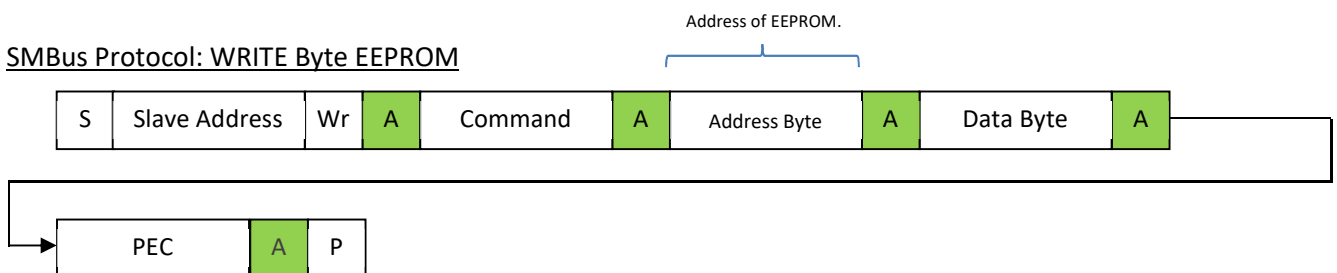 Address of EEPROM.
SMBus Protocol: WRITE Byte EEPROM
S Slave Address Wr A Command A Address Byte A Data Byte A
PEC A P